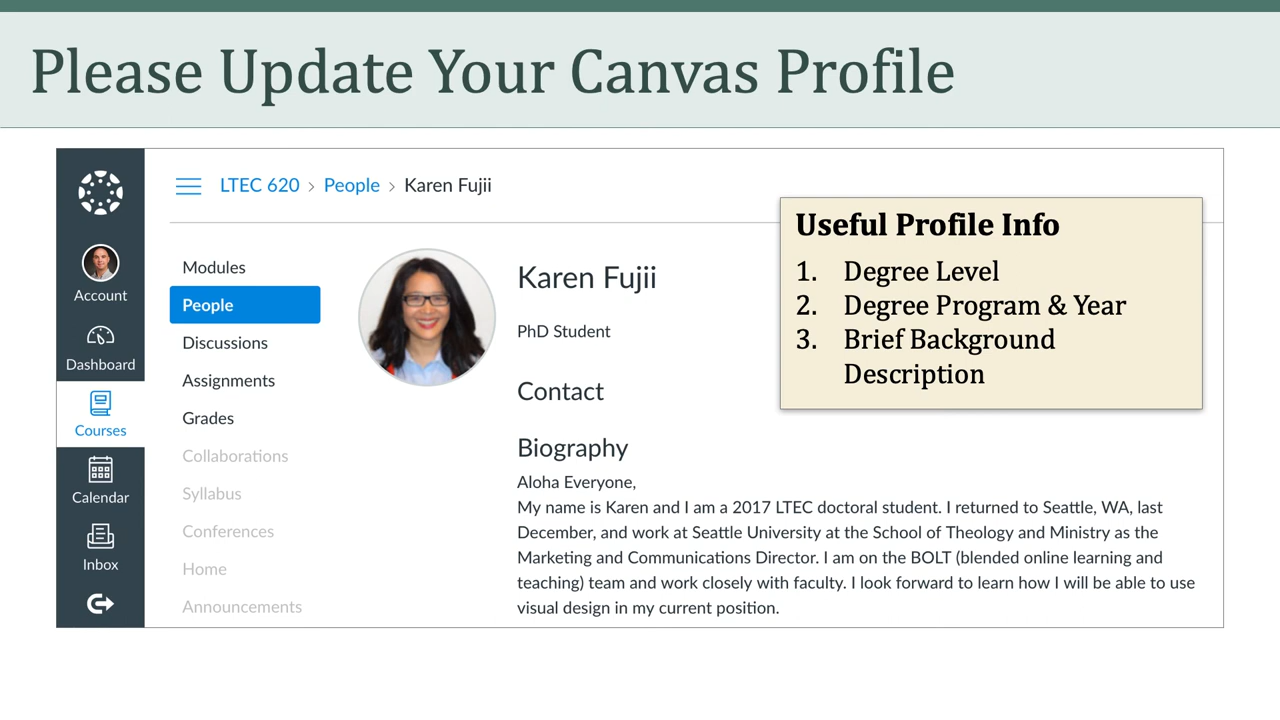 Please Update Your Canvas Profile
LTEC 620 > People > Karen Fujii
Account
Dashboard
Courses
Calendar
Inbox
Modules
People
Discussions
Assignments
Grades
Collaborations
Syllabus
Conferences
Home
Announcements
Karen Fujii
PhD Student
Contact
Biography
Aloha Everyone,
My name is Karen and I am a 2017 LTEC doctoral student. I returned to Seattle, WA, last
December, and work at Seattle University at the School of Theology and Ministry as the
Marketing and Communications Director. I am on the BOLT (blended online learning and
teaching) team and work closely with faculty. I look forward to learn how I will be able to use
visual design in my current position.
Useful Profile Info
1. Degree Level
2. Degree Program & Year
3. Brief Background
Description